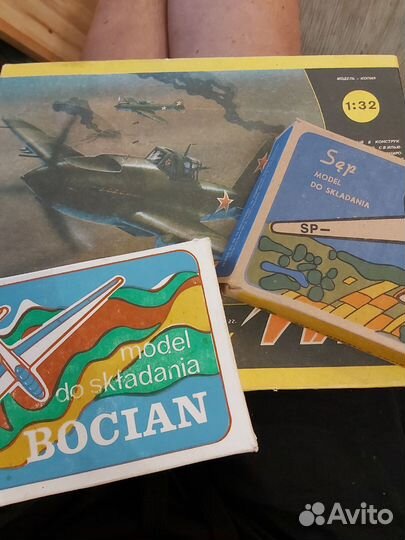 МОДЕЛЬ - КОПИЯ
1:32
Sęp
MODEL
DO SKŁADANIA
SP-
model
do składania
BOCIAN
Avito